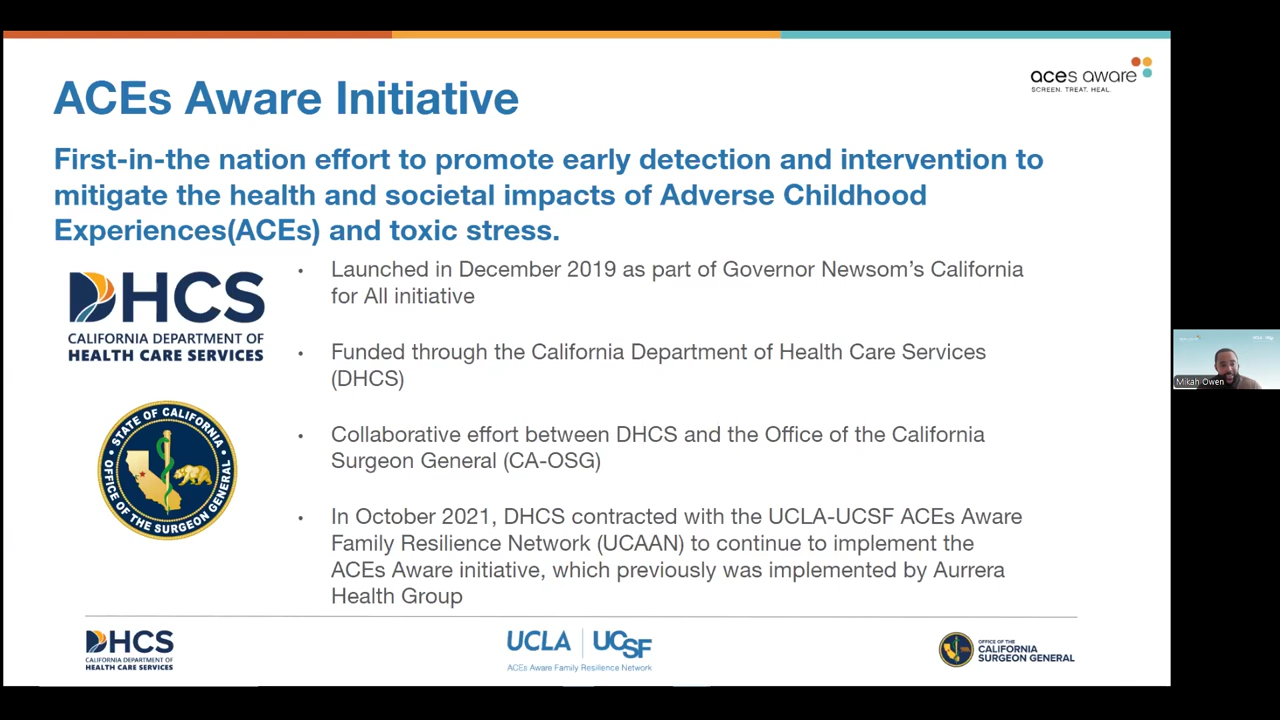 ACEs Aware Initiative
aces aware
SCREEN. TREAT. HEAL.
First-in-the nation effort to promote early detection and intervention to
mitigate the health and societal impacts of Adverse Childhood
Experiences(ACEs) and toxic stress.
DHCS
CALIFORNIA DEPARTMENT OF
HEALTH CARE SERVICES
STATE OF CALIFORNIA
OFFICE OF THE SURGEON GENERAL
• Launched in December 2019 as part of Governor Newsom's California
for All initiative
• Funded through the California Department of Health Care Services
(DHCS)
• Collaborative effort between DHCS and the Office of the California
Surgeon General (CA-OSG)
• In October 2021, DHCS contracted with the UCLA-UCSF ACEs Aware
Family Resilience Network (UCAAN) to continue to implement the
ACEs Aware initiative, which previously was implemented by Aurrera
Health Group
Mikah Owen
DHCS
CALIFORNIA DEPARTMENT OF
HEALTH CARE SERVICES
UCLA UCSF
ACEs Aware Family Resilience Network
OFFICE OF THE
CALIFORNIA
SURGEON GENERAL